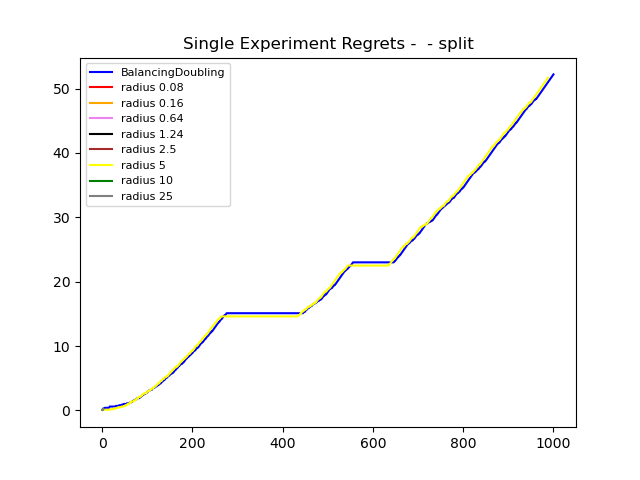 Single Experiment Regrets -  - split
BalancingDoubling
radius 0.08
radius 0.16
radius 0.64
radius 1.24
radius 2.5
radius 5
radius 10
radius 25
50
40
30
20
10
0
0 200 400 600 800 1000